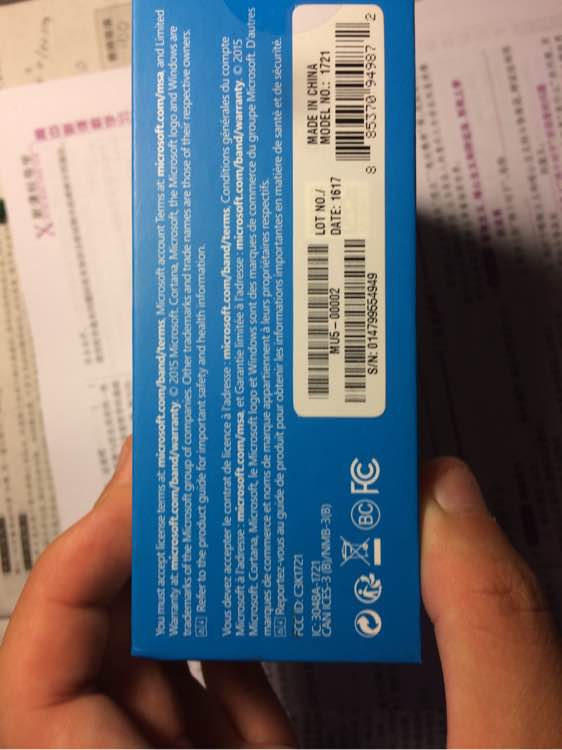 You must accept license terms at: microsoft.com/band/terms, Microsoft account Terms at: microsoft.com/msa, and Limited
Warranty at: microsoft.com/band/warranty. © 2015 Microsoft. Cortana, Microsoft, the Microsoft logo and Windows are
trademarks of the Microsoft group of companies. Other trademarks and trade names are those of their respective owners.
Refer to the product guide for important safety and health information.
Vous devez accepter le contrat de licence à l'adresse : microsoft.com/band/terms, Conditions générales du compte
Microsoft à l'adresse : microsoft.com/msa, et Garantie limitée à l'adresse : microsoft.com/band/warranty. © 2015
Microsoft. Cortana, Microsoft, le Microsoft logo et Windows sont des marques de commerce du groupe Microsoft. D'autres
marques de commerce et noms de marque appartiennent à leurs propriétaires respectifs.
Reportez-vous au guide de produit pour obtenir les informations importantes en matière de santé et de sécurité.
FCC ID: C3K1721
IC: 3048A-1721
CAN ICES-3 (B)/NMB-3(B)
BC FC
MU5-00002
S/N: 014799554949
LOT NO./
DATE: 1617
MADE IN CHINA
MODEL NO.: 1721
8 85370 94987 2